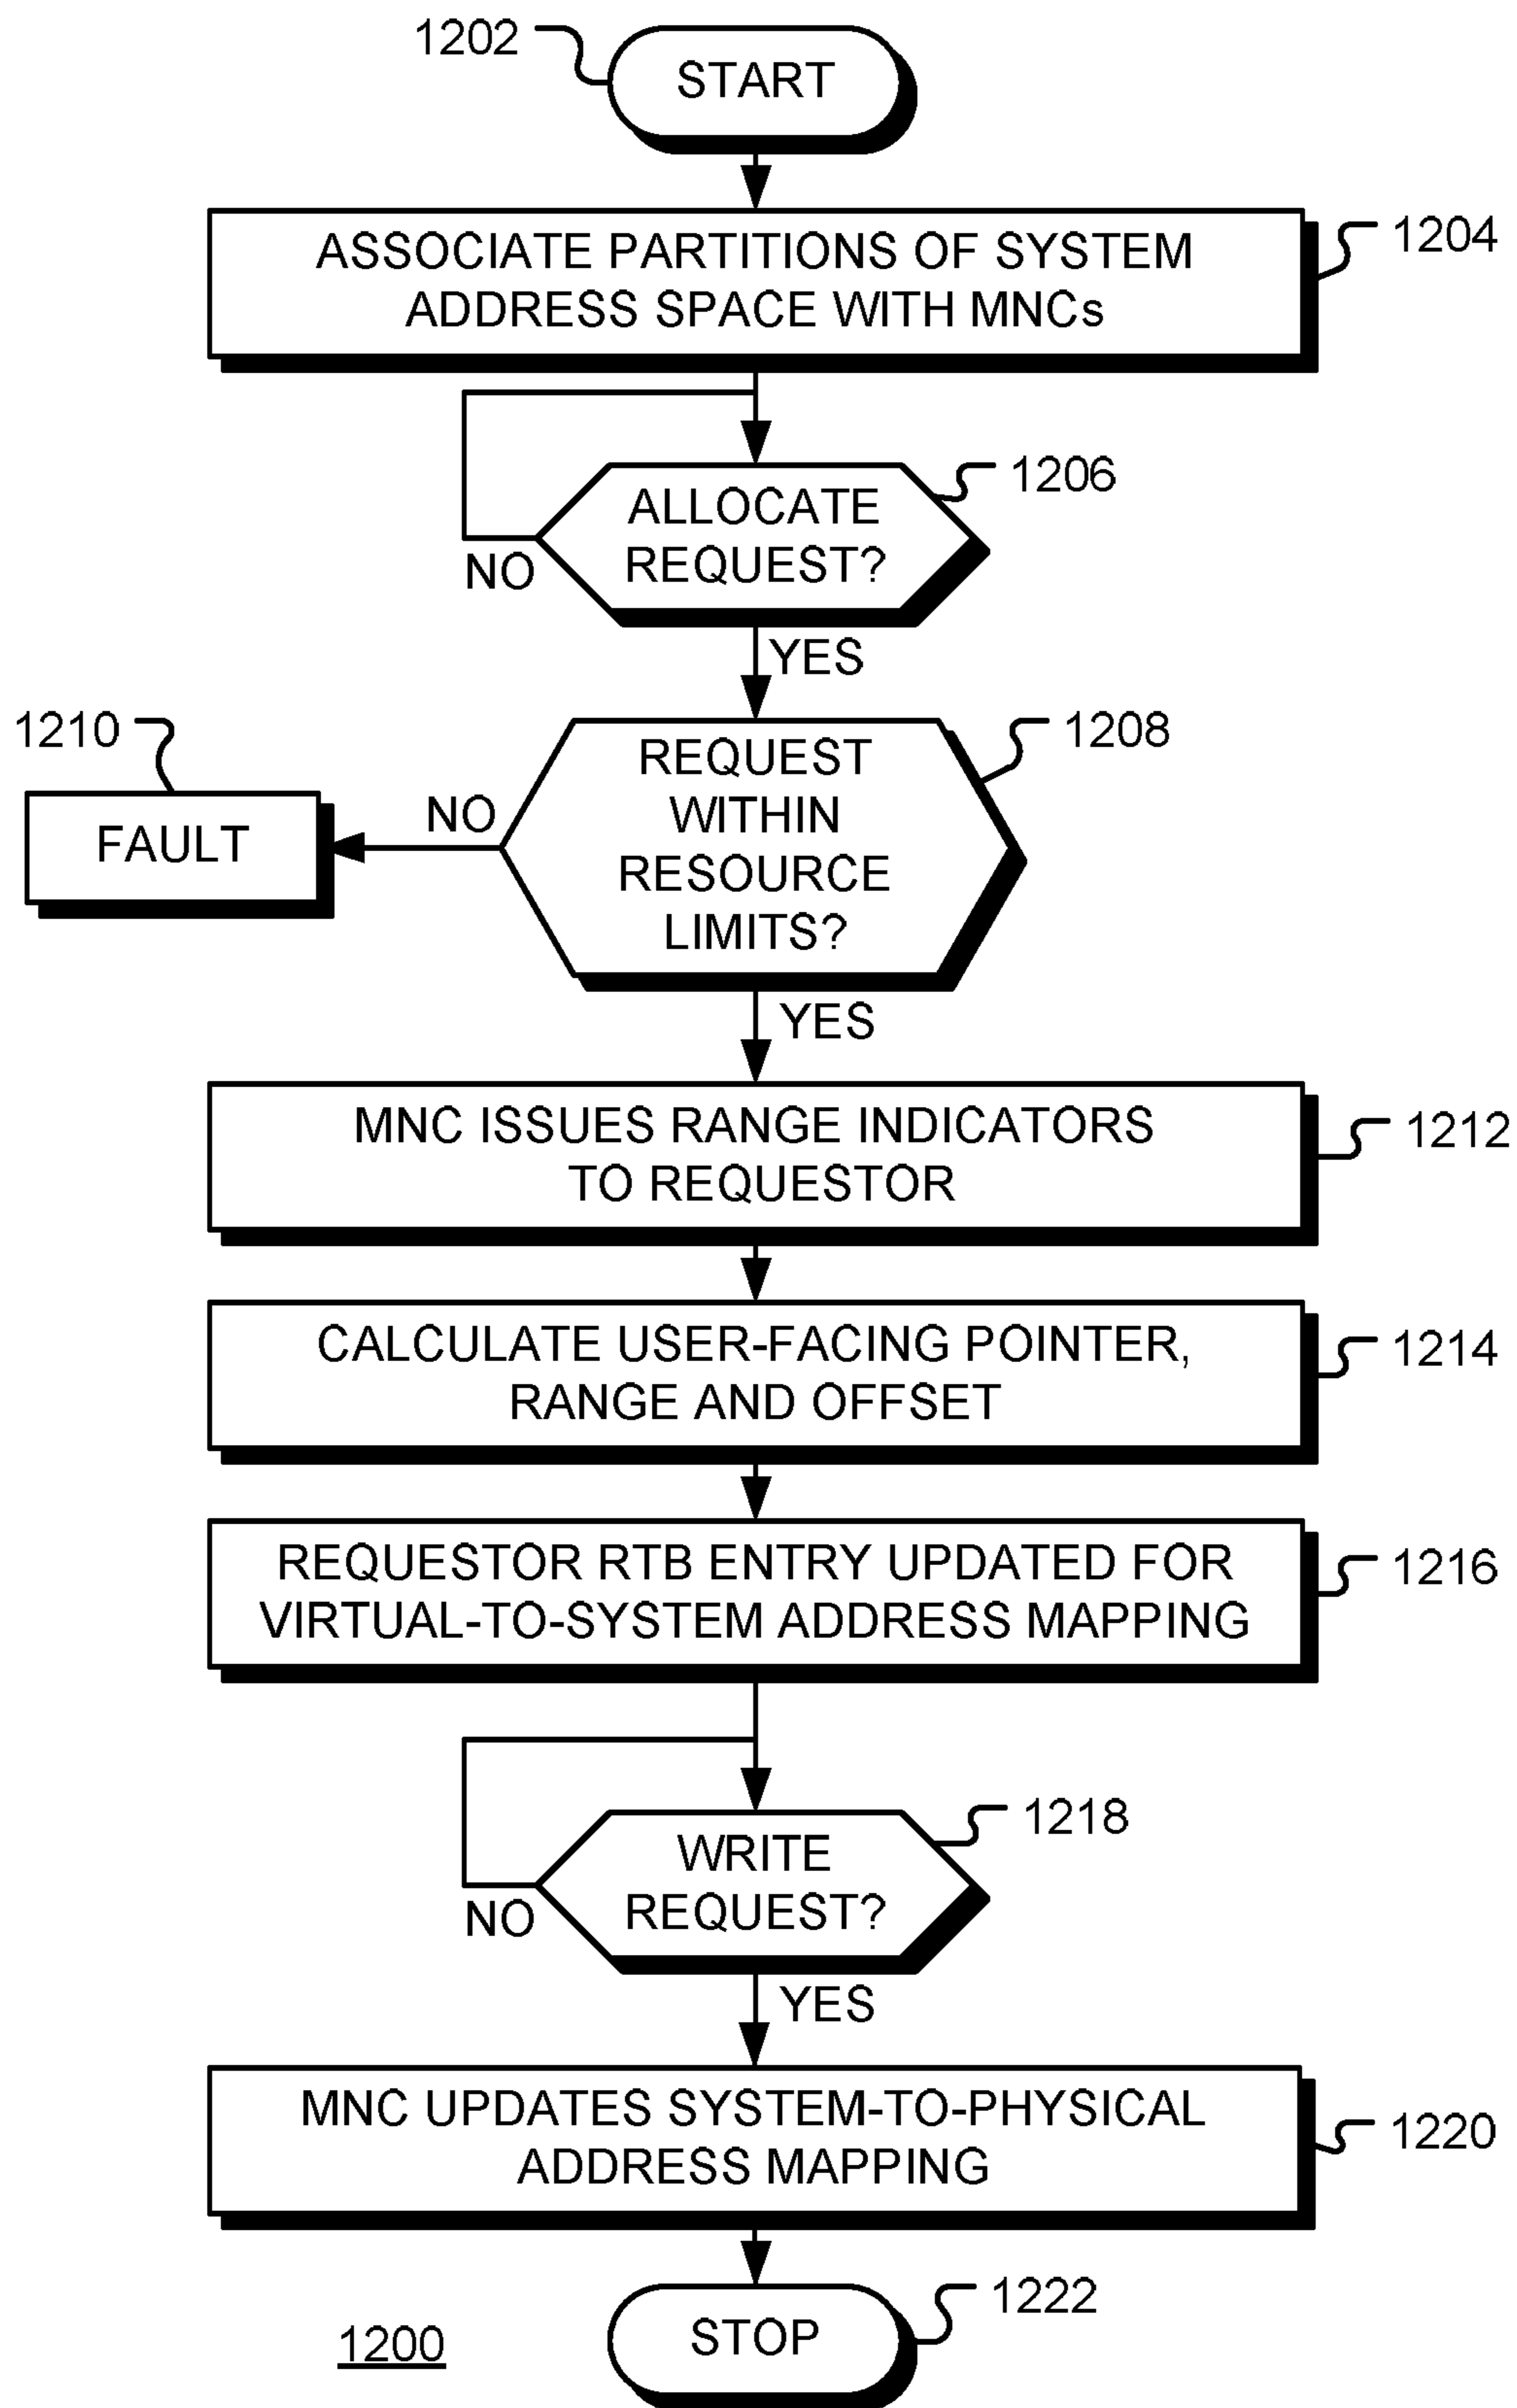 1202
START
1204
ASSOCIATE PARTITIONS OF SYSTEM
ADDRESS SPACE WITH MNCs
1206
ALLOCATE
REQUEST?
NO
YES
1210
1208
REQUEST
WITHIN
RESOURCE
LIMITS?
NO
FAULT
YES
MNC ISSUES RANGE INDICATORS
TO REQUESTOR
1212
CALCULATE USER-FACING POINTER,
RANGE AND OFFSET
1214
REQUESTOR RTB ENTRY UPDATED FOR
VIRTUAL-TO-SYSTEM ADDRESS MAPPING
1216
1218
WRITE
REQUEST?
NO
YES
MNC UPDATES SYSTEM-TO-PHYSICAL
ADDRESS MAPPING
1220
1222
STOP
1200